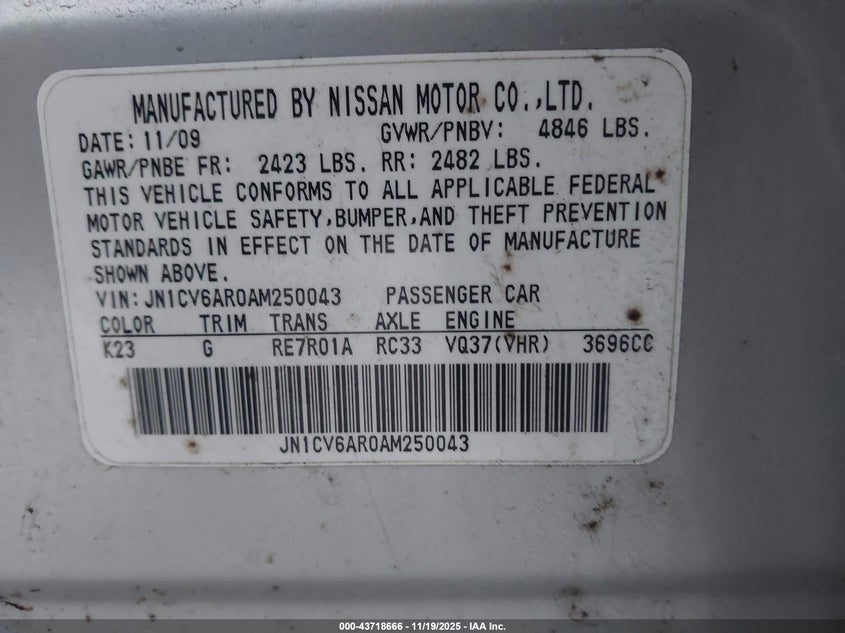 MANUFACTURED BY NISSAN MOTOR CO.,LTD.
DATE: 11/09 GVWR/PNBV: 4846 LBS.
GAWR/PNBE FR: 2423 LBS. RR: 2482 LBS.
THIS VEHICLE CONFORMS TO ALL APPLICABLE FEDERAL
MOTOR VEHICLE SAFETY,BUMPER,AND THEFT PREVENTION
STANDARDS IN EFFECT ON THE DATE OF MANUFACTURE
SHOWN ABOVE.
VIN: JN1CV6AR0AM250043 PASSENGER CAR
COLOR TRIM TRANS AXLE ENGINE
K23 G RE7R01A RC33 VQ37(VHR) 3696CC
JN1CV6AR0AM250043
000-43718666 - 11/19/2025 - IAA Inc.